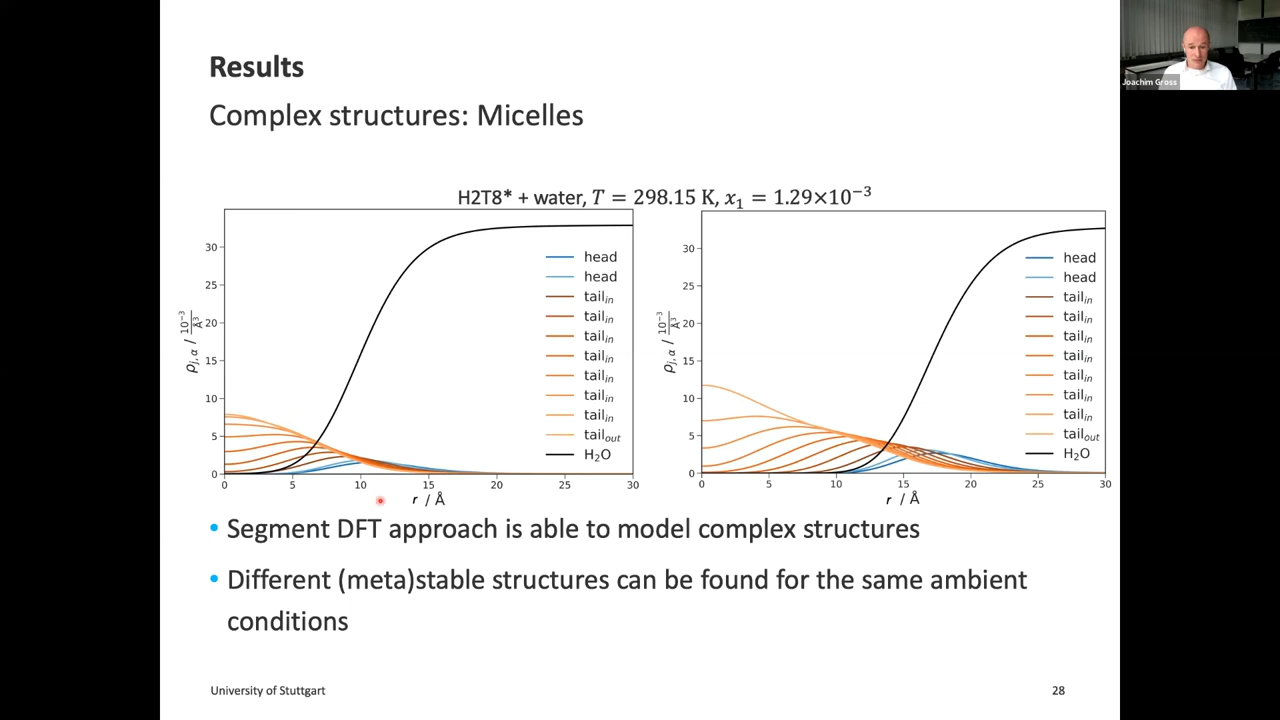 Results
Complex structures: Micelles
Joachim Gross
H2T8* + water, T = 298.15 K, x₁ = 1.29×10⁻³
ρⱼ,α / 10⁻³/Å³
30
25
20
15
10
5
0
head
head
tailᵢₙ
tailᵢₙ
tailᵢₙ
tailᵢₙ
tailᵢₙ
tailᵢₙ
tailᵢₙ
tailₒᵤₜ
H₂O
0 5 10 15 20 25 30
r / Å
ρⱼ,α / 10⁻³/Å³
30
25
20
15
10
5
0
head
head
tailᵢₙ
tailᵢₙ
tailᵢₙ
tailᵢₙ
tailᵢₙ
tailᵢₙ
tailᵢₙ
tailₒᵤₜ
H₂O
0 5 10 15 20 25 30
r / Å
• Segment DFT approach is able to model complex structures
• Different (meta)stable structures can be found for the same ambient
conditions
University of Stuttgart
28